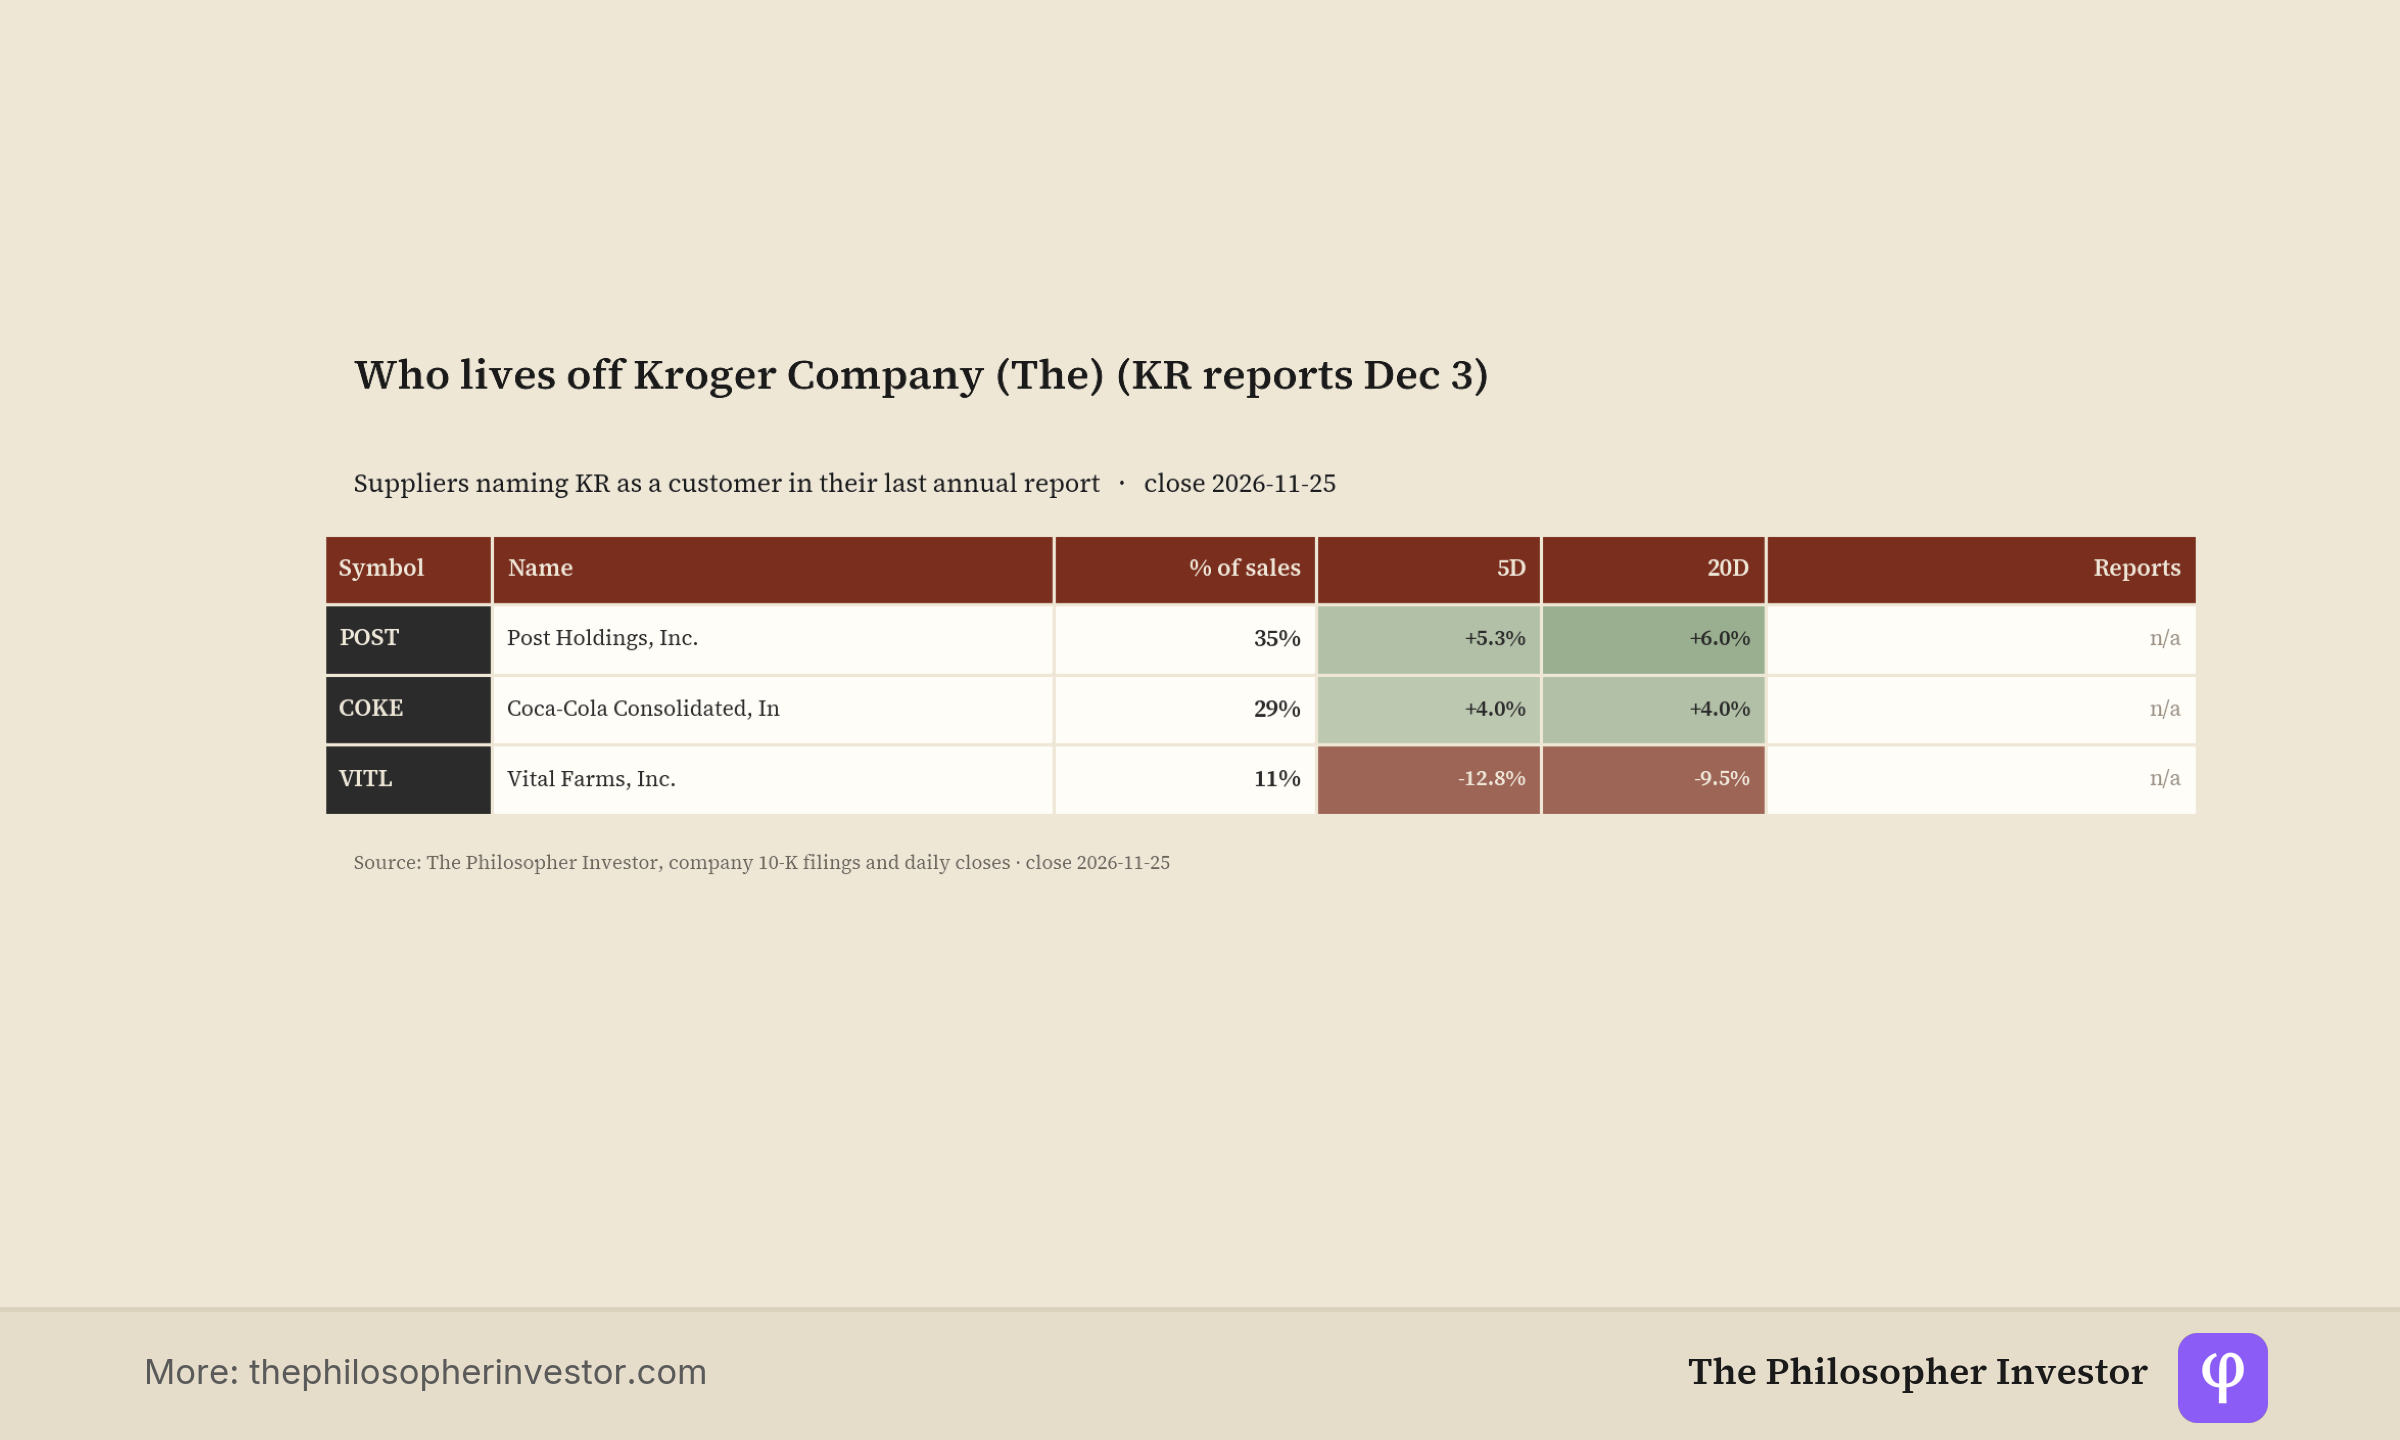 Who lives off Kroger Company (The) (KR reports Dec 3)
Suppliers naming KR as a customer in their last annual report · close 2026-11-25
Symbol Name % of sales 5D 20D Reports
POST Post Holdings, Inc. 35% +5.3% +6.0% n/a
COKE Coca-Cola Consolidated, In 29% +4.0% +4.0% n/a
VITL Vital Farms, Inc. 11% -12.8% -9.5% n/a
Source: The Philosopher Investor, company 10-K filings and daily closes · close 2026-11-25
More: thephilosopherinvestor.com
The Philosopher Investor φ